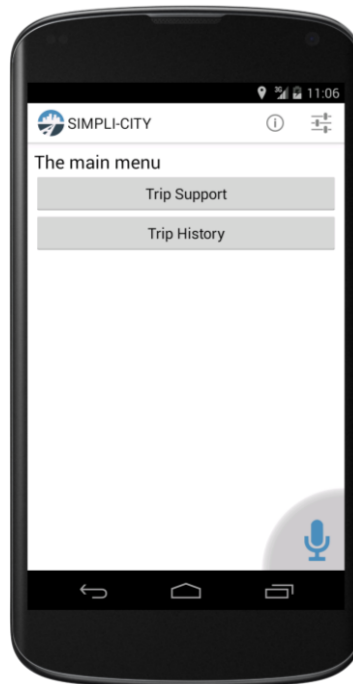 11:06
SIMPLI-CITY
The main menu
Trip Support
Trip History